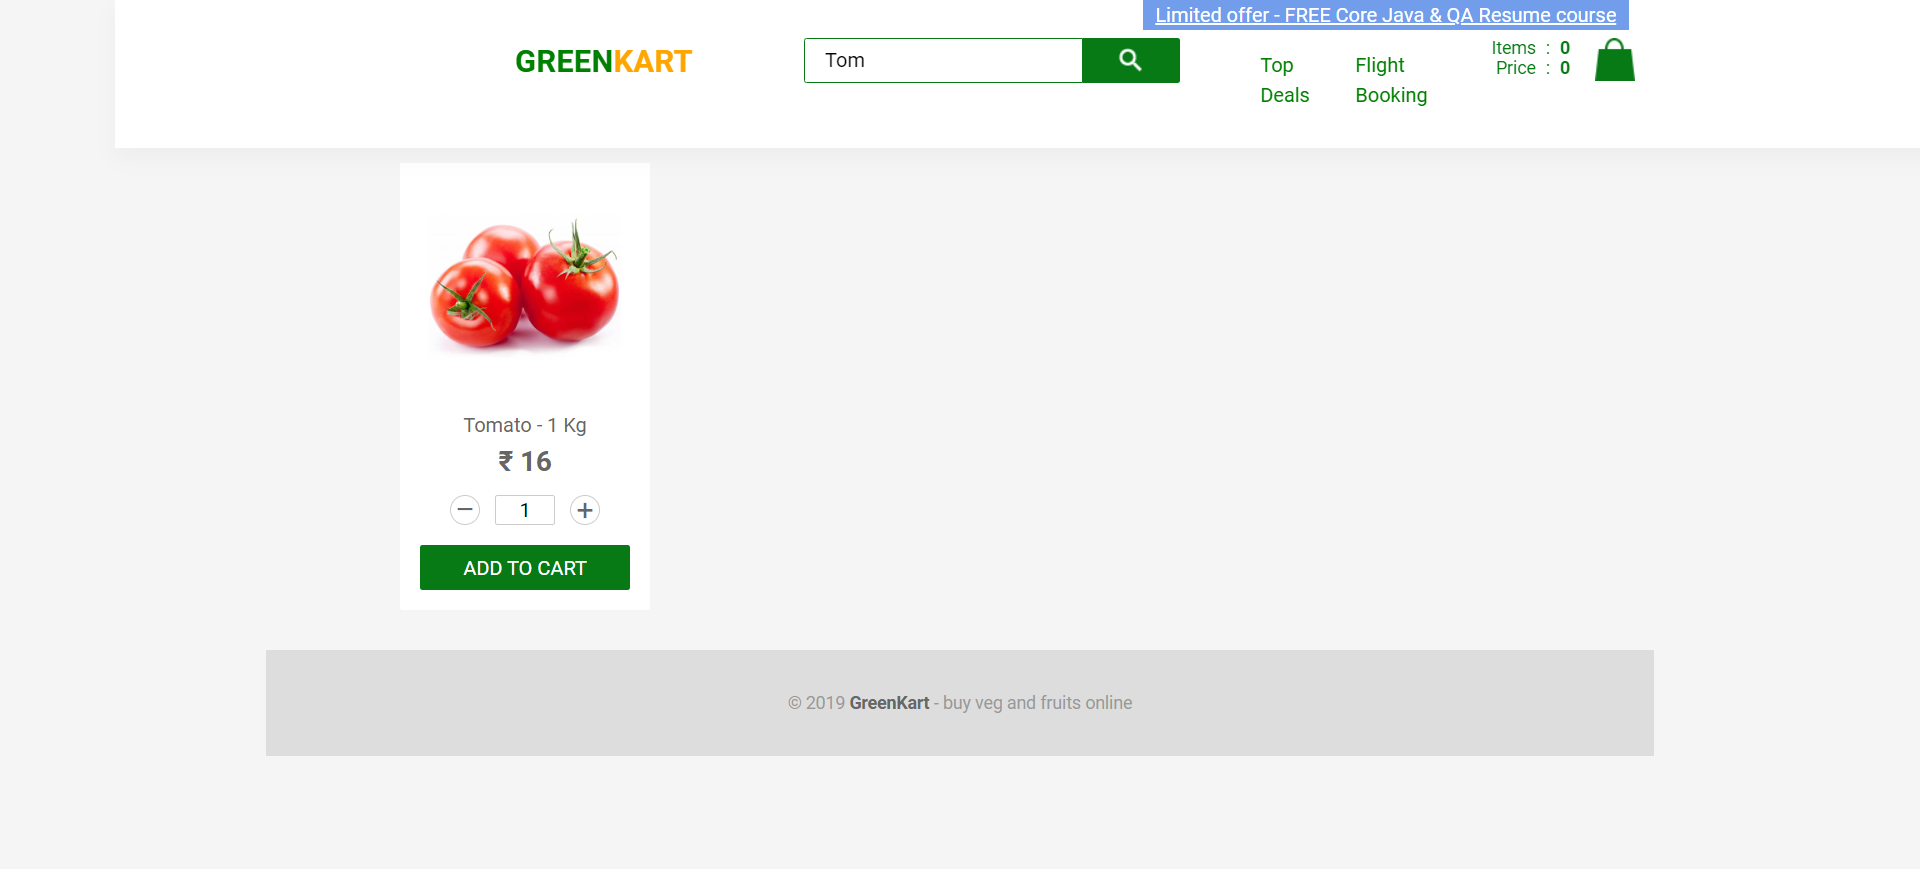 Limited offer - FREE Core Java & QA Resume course
GREENKART
Tom
Top
Deals
Flight
Booking
Items : 0
Price : 0
Tomato - 1 Kg
₹ 16
− 1 +
ADD TO CART
© 2019 GreenKart - buy veg and fruits online